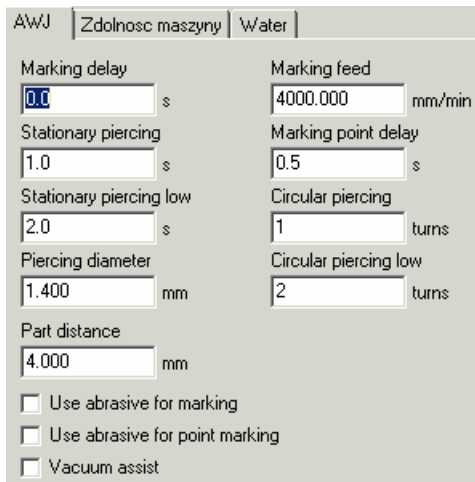 AWJ Zdolnosc maszyny Water
Marking delay Marking feed
0.0 s 4000.000 mm/min
Stationary piercing Marking point delay
1.0 s 0.5 s
Stationary piercing low Circular piercing
2.0 s 1 turns
Piercing diameter Circular piercing low
1.400 mm 2 turns
Part distance
4.000 mm
Use abrasive for marking
Use abrasive for point marking
Vacuum assist